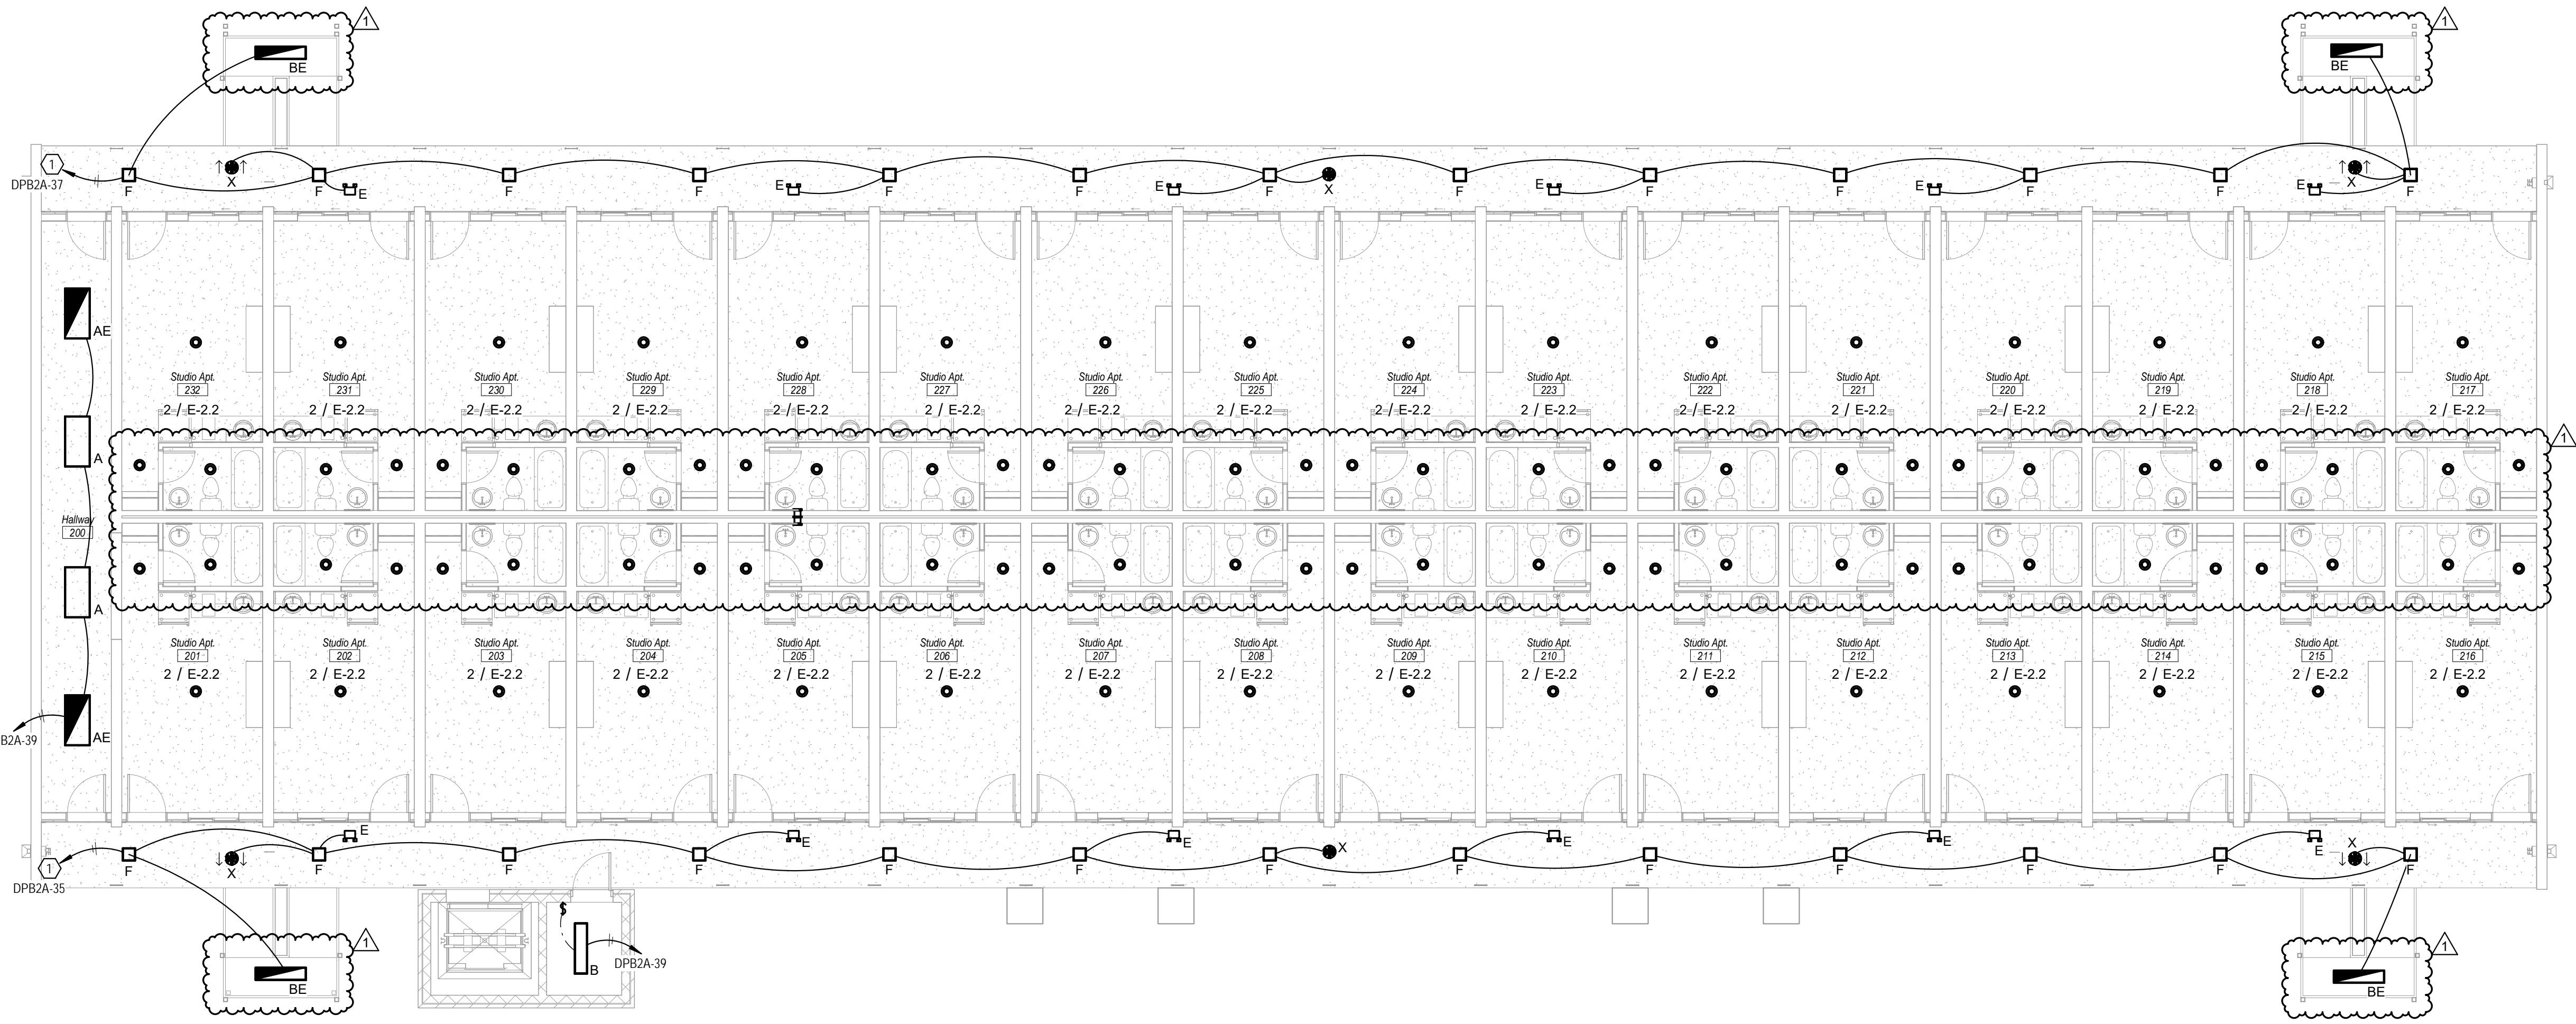 1
1
BE
BE
1
DPB2A-37
F X F E F F E F F E F X F E F F E F F E X F
AE
Studio Apt. Studio Apt. Studio Apt. Studio Apt. Studio Apt. Studio Apt. Studio Apt. Studio Apt. Studio Apt. Studio Apt. Studio Apt. Studio Apt. Studio Apt. Studio Apt. Studio Apt. Studio Apt.
232 231 230 229 228 227 226 225 224 223 222 221 220 219 218 217
2 / E-2.2 2 / E-2.2 2 / E-2.2 2 / E-2.2 2 / E-2.2 2 / E-2.2 2 / E-2.2 2 / E-2.2 2 / E-2.2 2 / E-2.2 2 / E-2.2 2 / E-2.2 2 / E-2.2 2 / E-2.2 2 / E-2.2 2 / E-2.2
1
A
Hallway
200
A
Studio Apt. Studio Apt. Studio Apt. Studio Apt. Studio Apt. Studio Apt. Studio Apt. Studio Apt. Studio Apt. Studio Apt. Studio Apt. Studio Apt. Studio Apt. Studio Apt. Studio Apt. Studio Apt.
201 202 203 204 205 206 207 208 209 210 211 212 213 214 215 216
2 / E-2.2 2 / E-2.2 2 / E-2.2 2 / E-2.2 2 / E-2.2 2 / E-2.2 2 / E-2.2 2 / E-2.2 2 / E-2.2 2 / E-2.2 2 / E-2.2 2 / E-2.2 2 / E-2.2 2 / E-2.2 2 / E-2.2 2 / E-2.2
AE
B2A-39
E E E X E E E X
1
F X F F F F F F F F F F F F
DPB2A-35
$
B
DPB2A-39
1
1
BE
BE